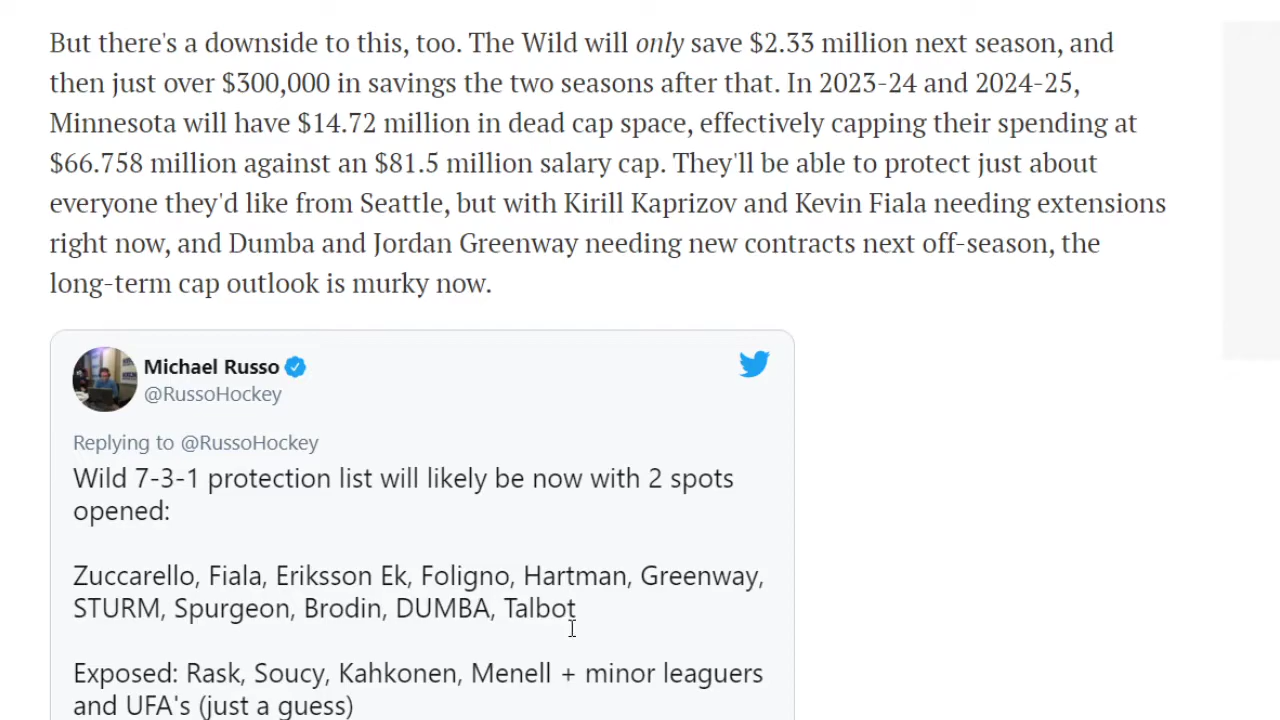 But there's a downside to this, too. The Wild will only save $2.33 million next season, and
then just over $300,000 in savings the two seasons after that. In 2023-24 and 2024-25,
Minnesota will have $14.72 million in dead cap space, effectively capping their spending at
$66.758 million against an $81.5 million salary cap. They'll be able to protect just about
everyone they'd like from Seattle, but with Kirill Kaprizov and Kevin Fiala needing extensions
right now, and Dumba and Jordan Greenway needing new contracts next off-season, the
long-term cap outlook is murky now.
Michael Russo
@RussoHockey
Replying to @RussoHockey
Wild 7-3-1 protection list will likely be now with 2 spots
opened:
Zuccarello, Fiala, Eriksson Ek, Foligno, Hartman, Greenway,
STURM, Spurgeon, Brodin, DUMBA, Talbot
Exposed: Rask, Soucy, Kahkonen, Menell + minor leaguers
and UFA's (just a guess)